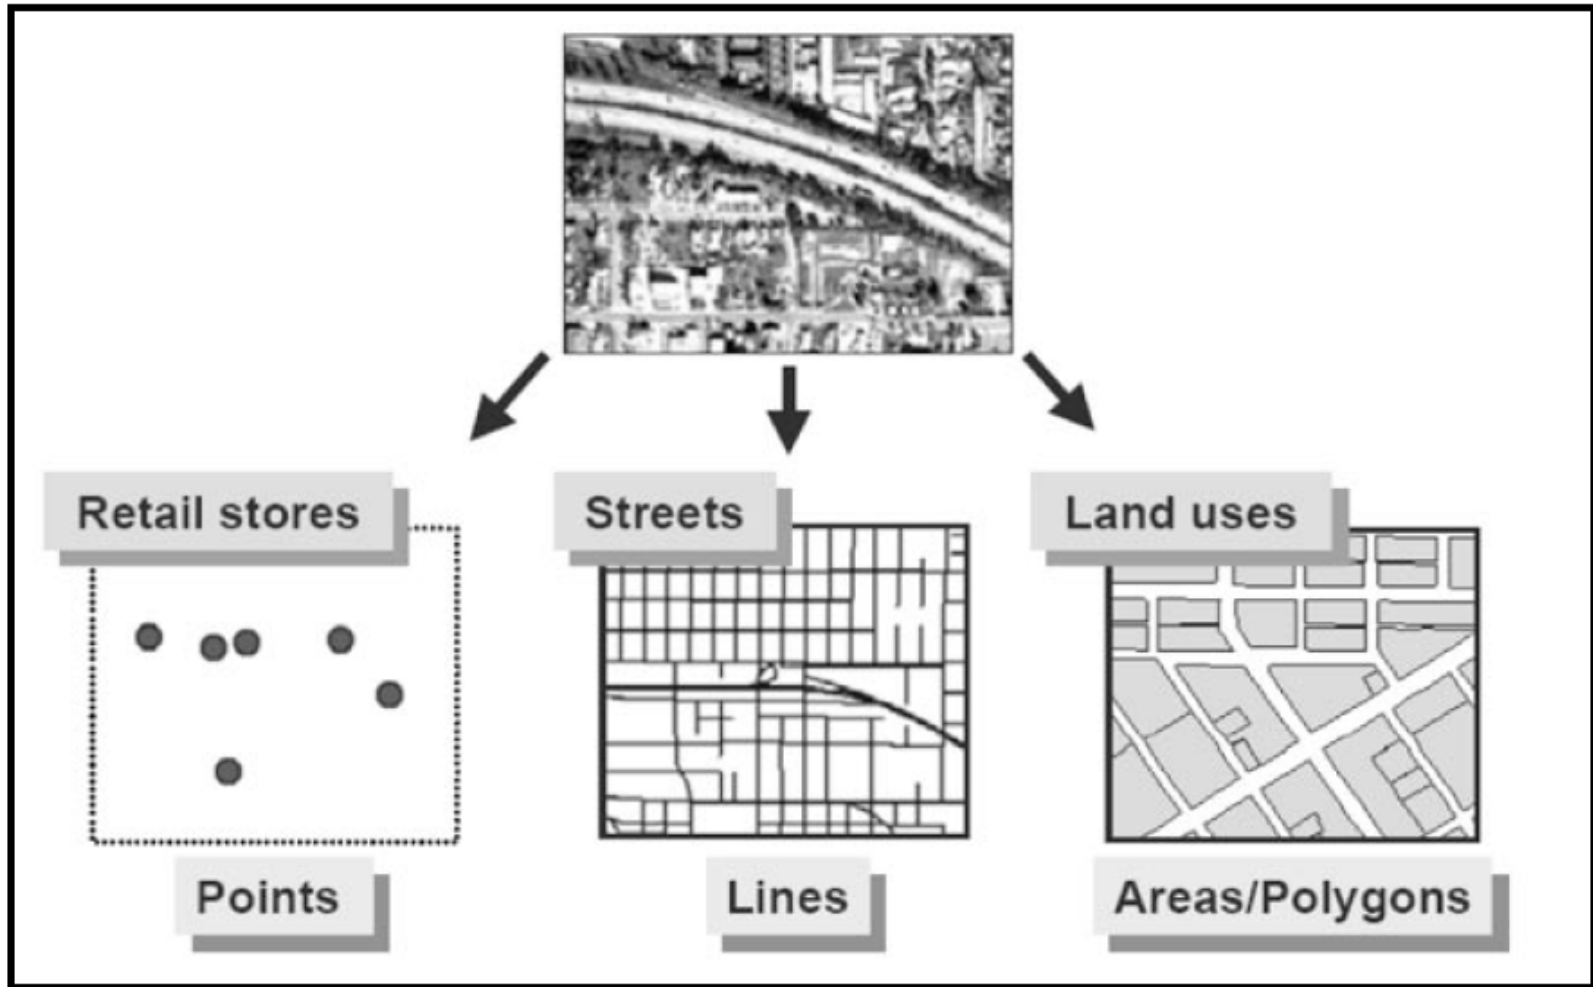 Retail stores
Streets
Land uses
Points
Lines
Areas/Polygons